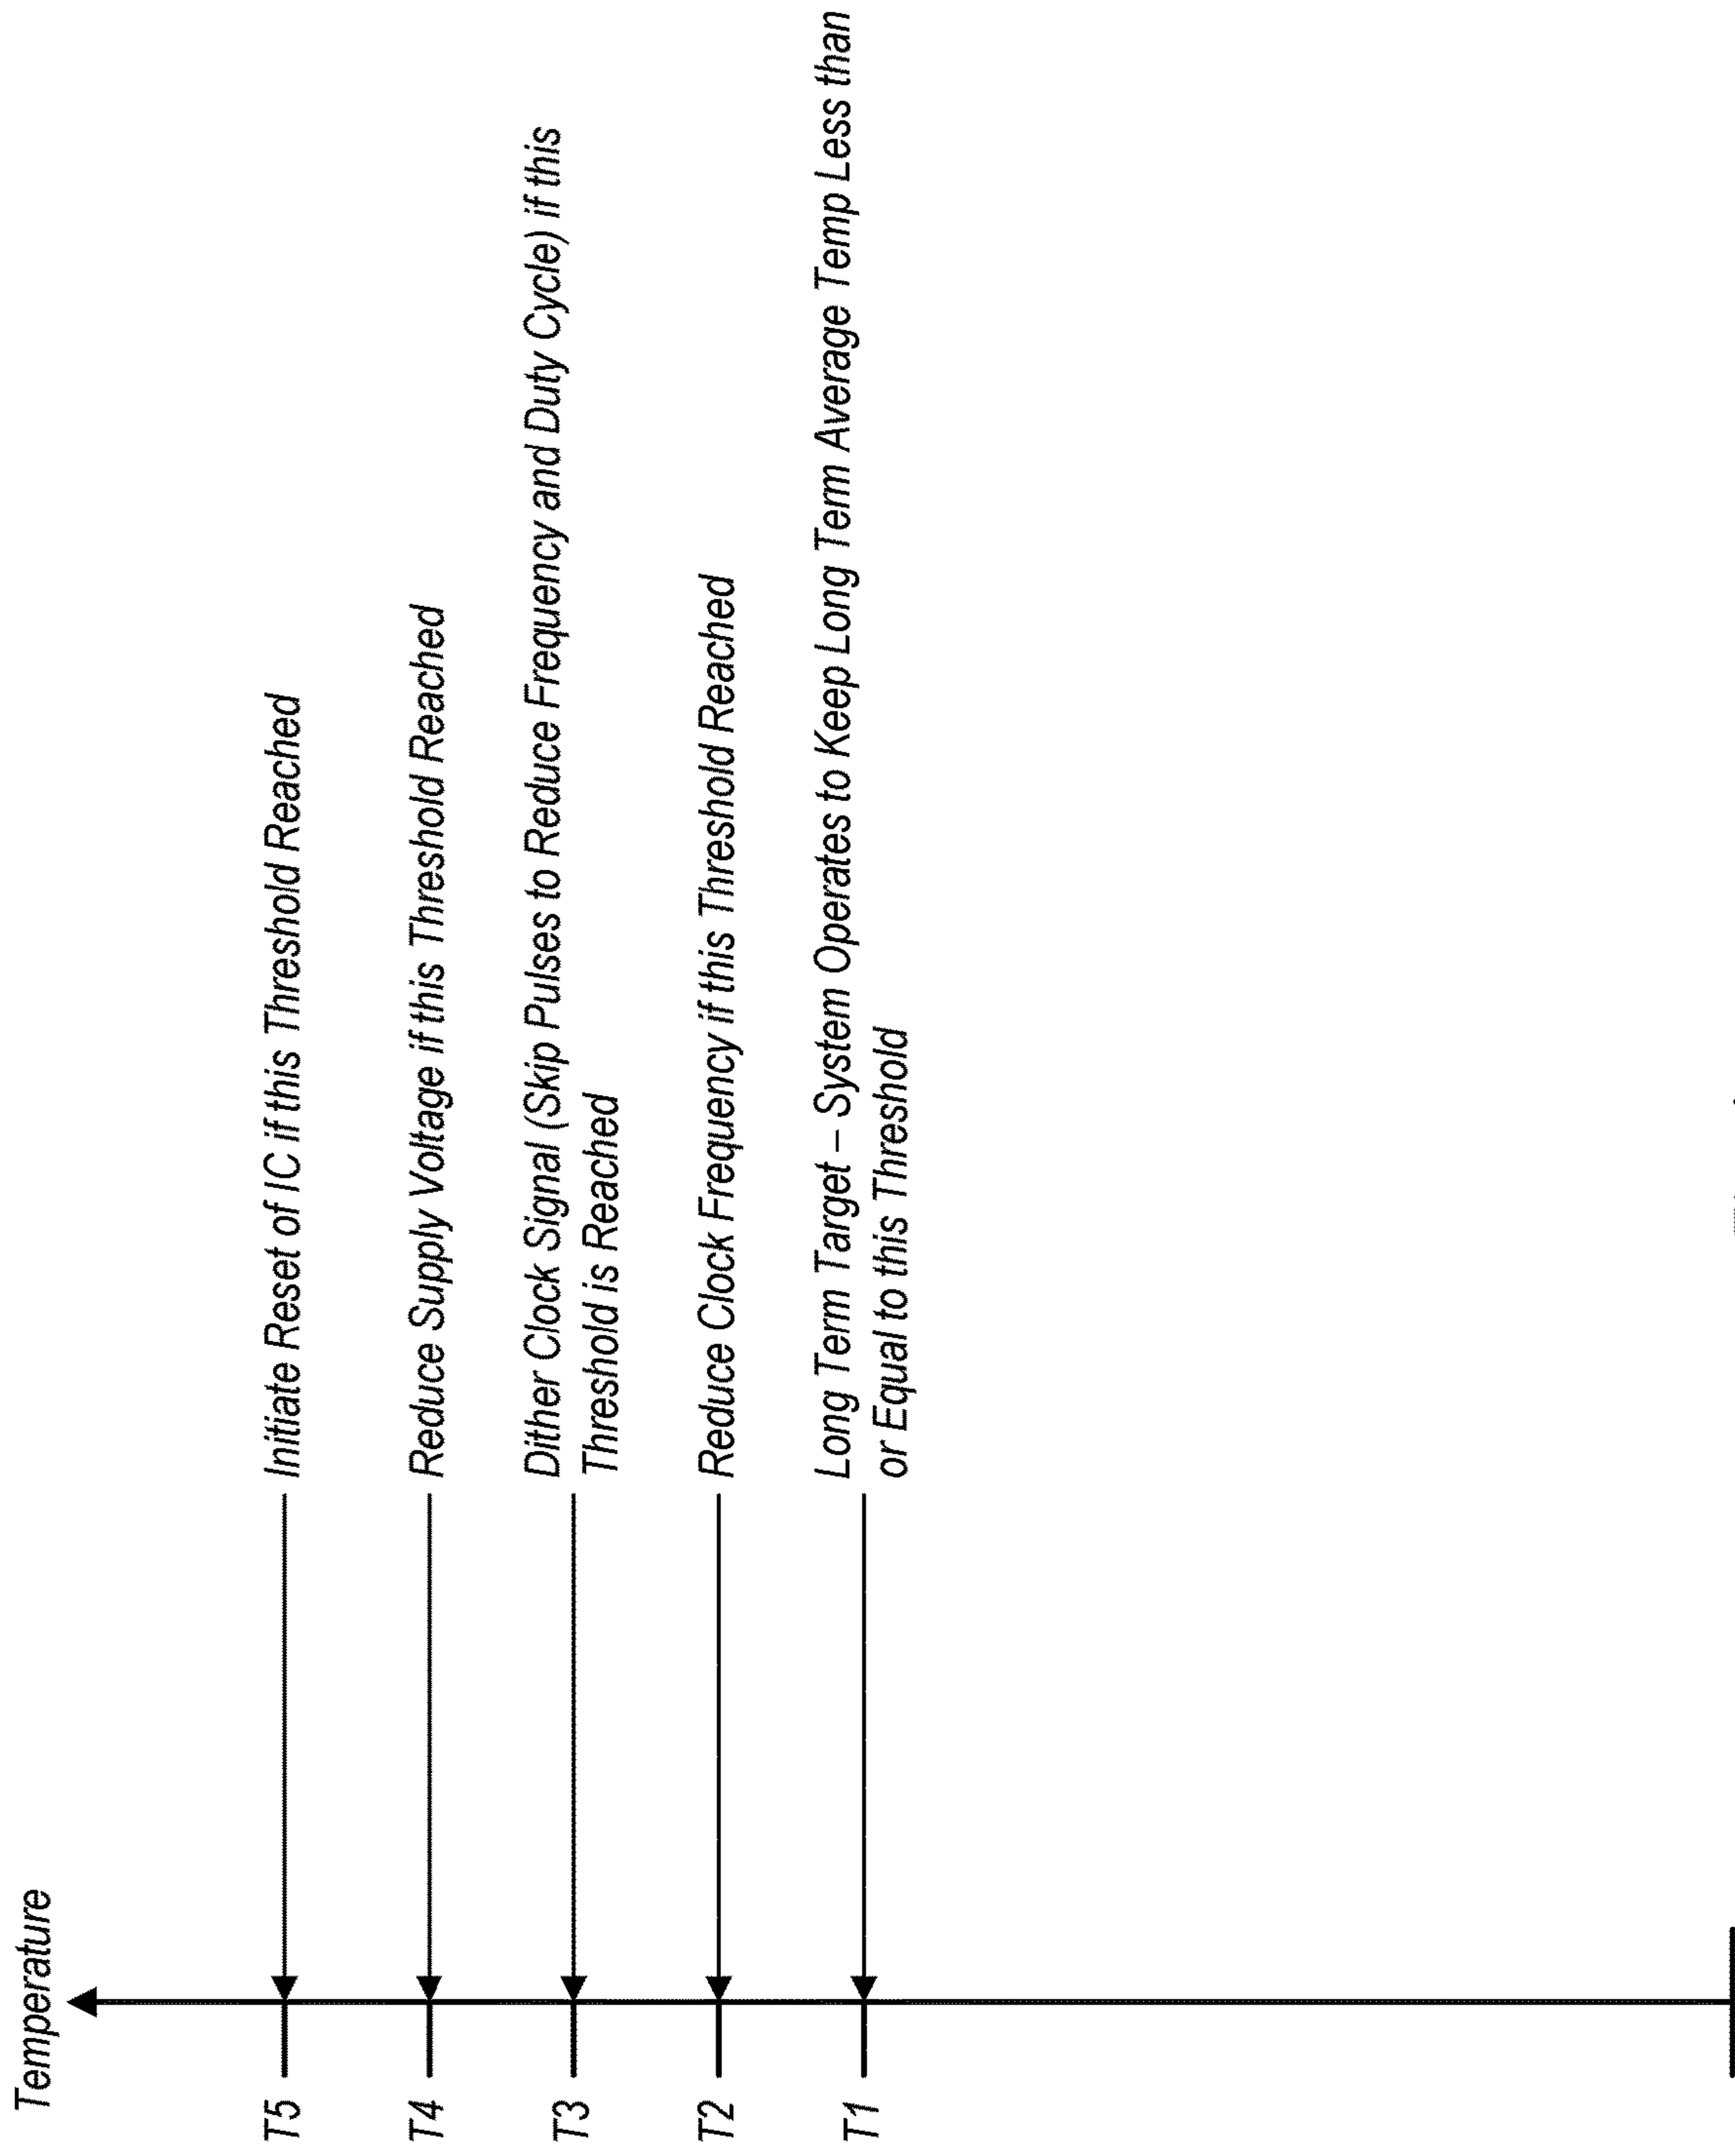 Temperature
T5
Initiate Reset of IC if this Threshold Reached
T4
Reduce Supply Voltage if this Threshold Reached
T3
Dither Clock Signal (Skip Pulses to Reduce Frequency and Duty Cycle) if this
Threshold is Reached
T2
Reduce Clock Frequency if this Threshold Reached
T1
Long Term Target – System Operates to Keep Long Term Average Temp Less than
or Equal to this Threshold